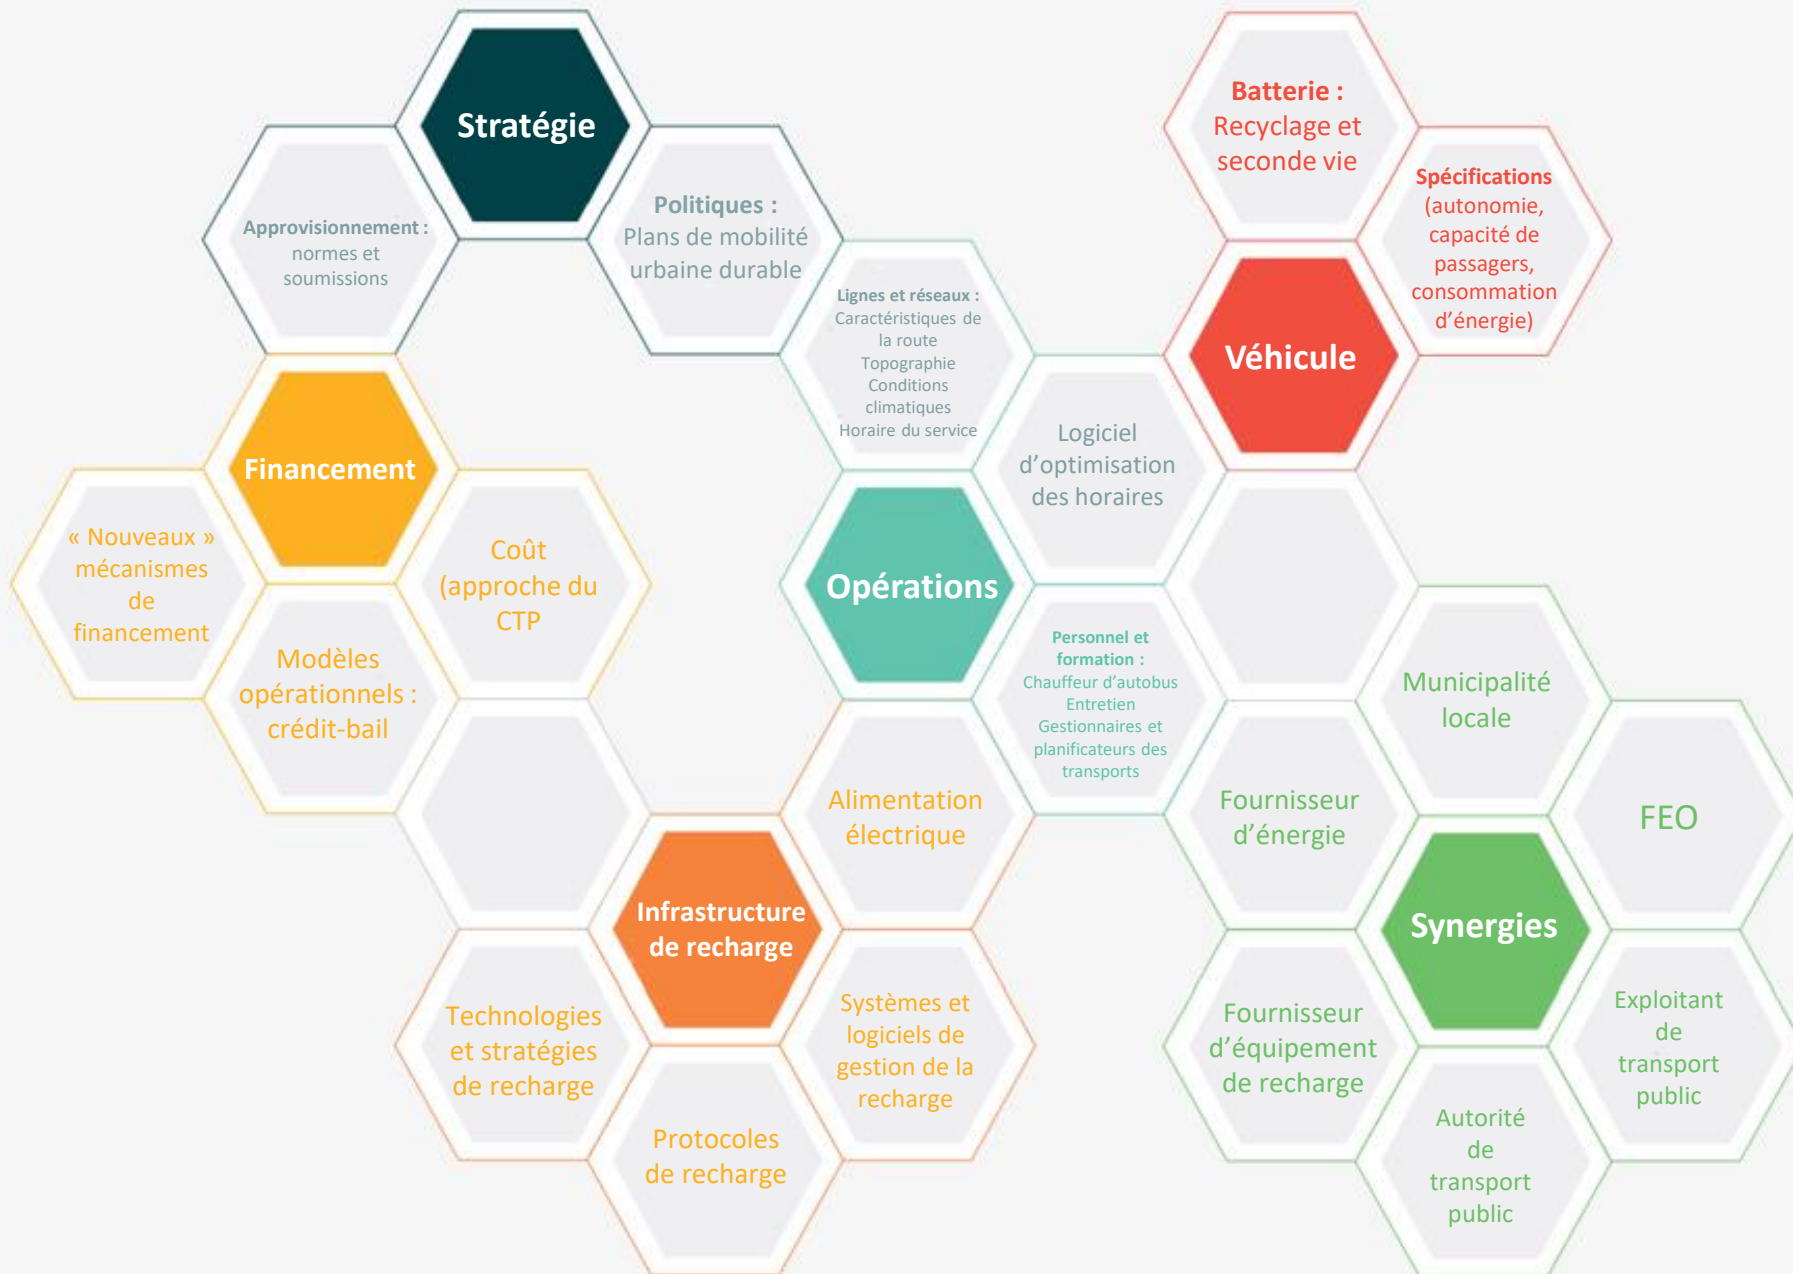 Stratégie
Approvisionnement :
normes et
soumissions
Politiques :
Plans de mobilité
urbaine durable
Batterie :
Recyclage et
seconde vie
Spécifications
(autonomie,
capacité de
passagers,
consommation
d’énergie)
Véhicule
Lignes et réseaux :
Caractéristiques de
la route
Topographie
Conditions
climatiques
Horaire du service
Logiciel
d’optimisation
des horaires
Opérations
Personnel et
formation :
Chauffeur d’autobus
Entretien
Gestionnaires et
planificateurs des
transports
Financement
« Nouveaux »
mécanismes
de
financement
Coût
(approche du
CTP
Modèles
opérationnels :
crédit-bail
Alimentation
électrique
Infrastructure
de recharge
Technologies
et stratégies
de recharge
Systèmes et
logiciels de
gestion de la
recharge
Protocoles
de recharge
Municipalité
locale
Fournisseur
d’énergie
FEO
Synergies
Fournisseur
d’équipement
de recharge
Exploitant
de
transport
public
Autorité
de
transport
public